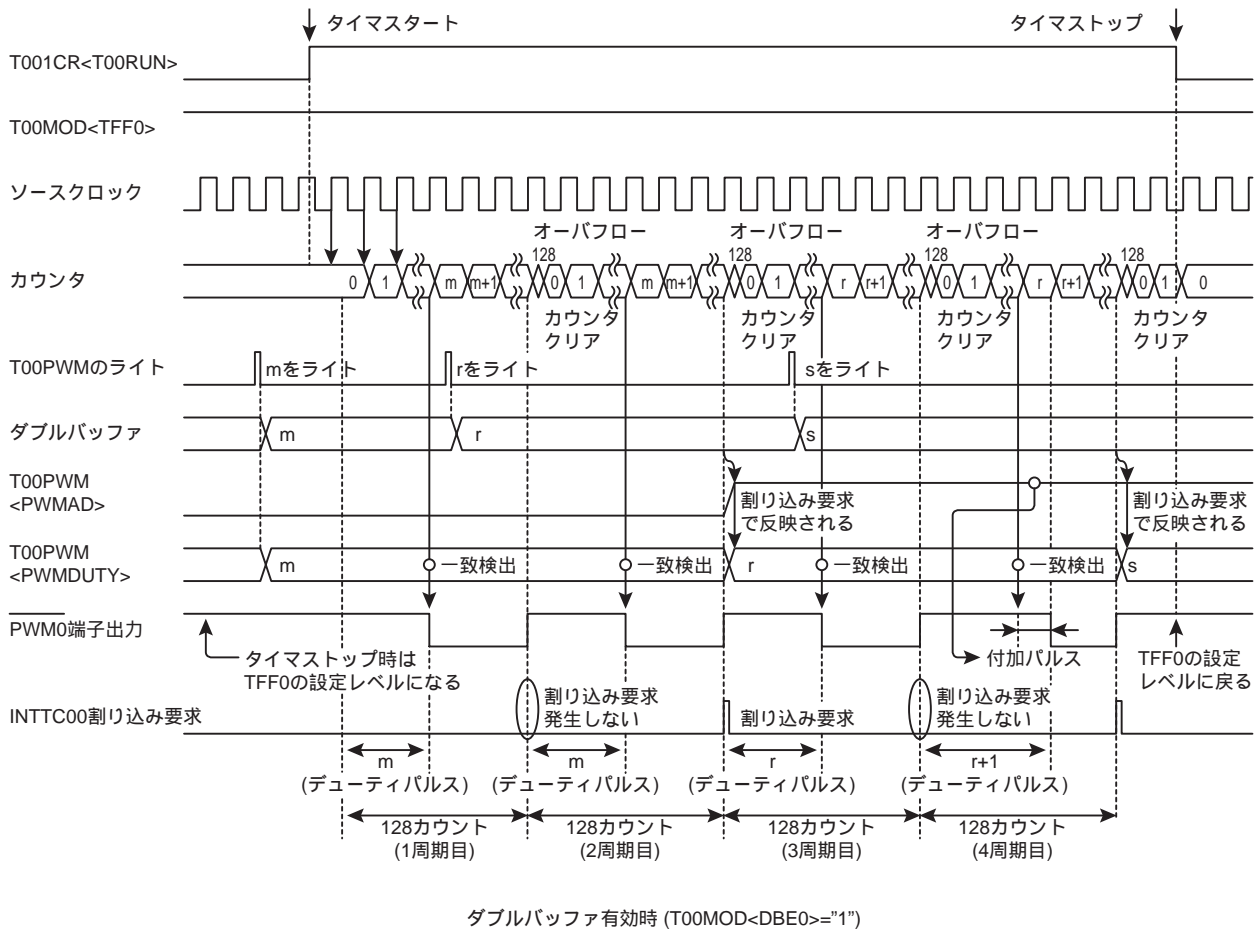 タイマスタート
タイマストップ
T001CR<T00RUN>
T00MOD<TFF0>
ソースクロック
オーバフロー オーバフロー オーバフロー
128 128 128 128
カウンタ
0 1 m m+1 0 1 m m+1 0 1 r r+1 0 1 r r+1 0 1 0
カウンタ カウンタ カウンタ カウンタ
クリア クリア クリア クリア
T00PWMのライト
mをライト rをライト sをライト
ダブルバッファ
m r s
T00PWM
<PWMAD>
割り込み要求
で反映される
割り込み要求
で反映される
T00PWM
<PWMDUTY>
m 一致検出 一致検出 r 一致検出 一致検出 s
PWM0端子出力
タイマストップ時は
TFF0の設定レベルになる
付加パルス
TFF0の設定
レベルに戻る
INTTC00割り込み要求
割り込み要求
発生しない
割り込み要求
割り込み要求
発生しない
m m r r+1
(デューティパルス) (デューティパルス) (デューティパルス) (デューティパルス)
128カウント 128カウント 128カウント 128カウント
(1周期目) (2周期目) (3周期目) (4周期目)
ダブルバッファ有効時 (T00MOD<DBE0>="1")